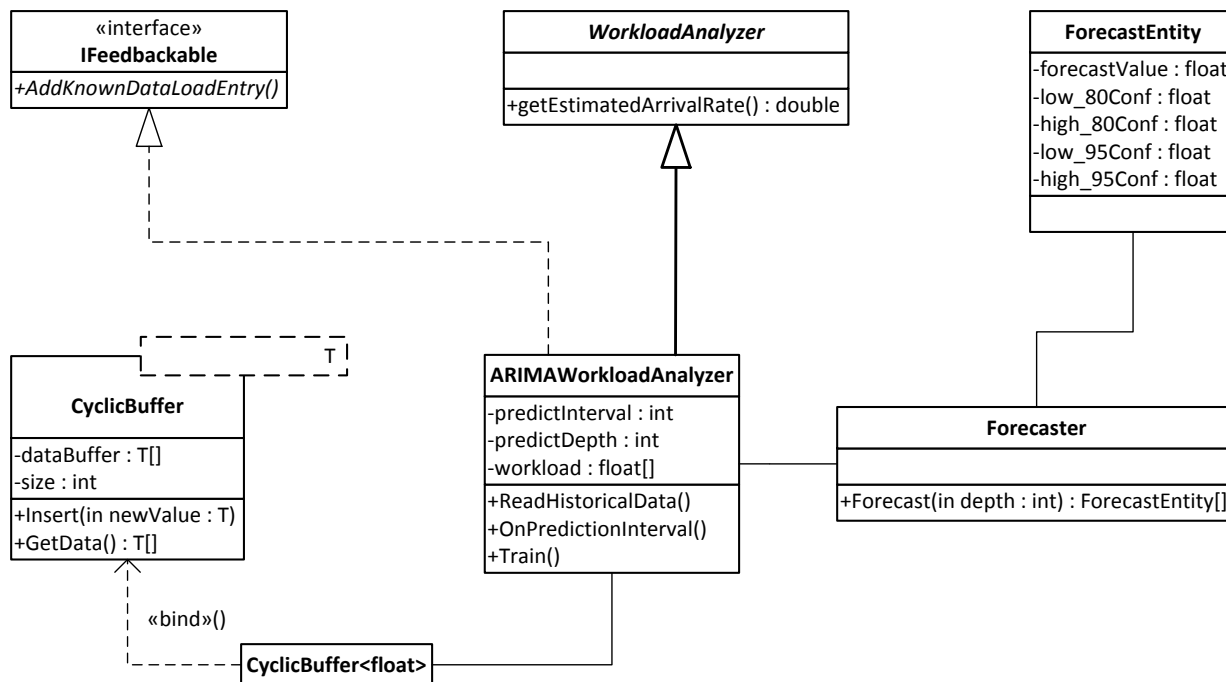 «interface»
IFeedbackable
+AddKnownDataLoadEntry()
WorkloadAnalyzer
+getEstimatedArrivalRate() : double
ForecastEntity
-forecastValue : float
-low_80Conf : float
-high_80Conf : float
-low_95Conf : float
-high_95Conf : float
T
CyclicBuffer
-dataBuffer : T[]
-size : int
+Insert(in newValue : T)
+GetData() : T[]
ARIMAWorkloadAnalyzer
-predictInterval : int
-predictDepth : int
-workload : float[]
+ReadHistoricalData()
+OnPredictionInterval()
+Train()
Forecaster
+Forecast(in depth : int) : ForecastEntity[]
«bind»()
CyclicBuffer<float>